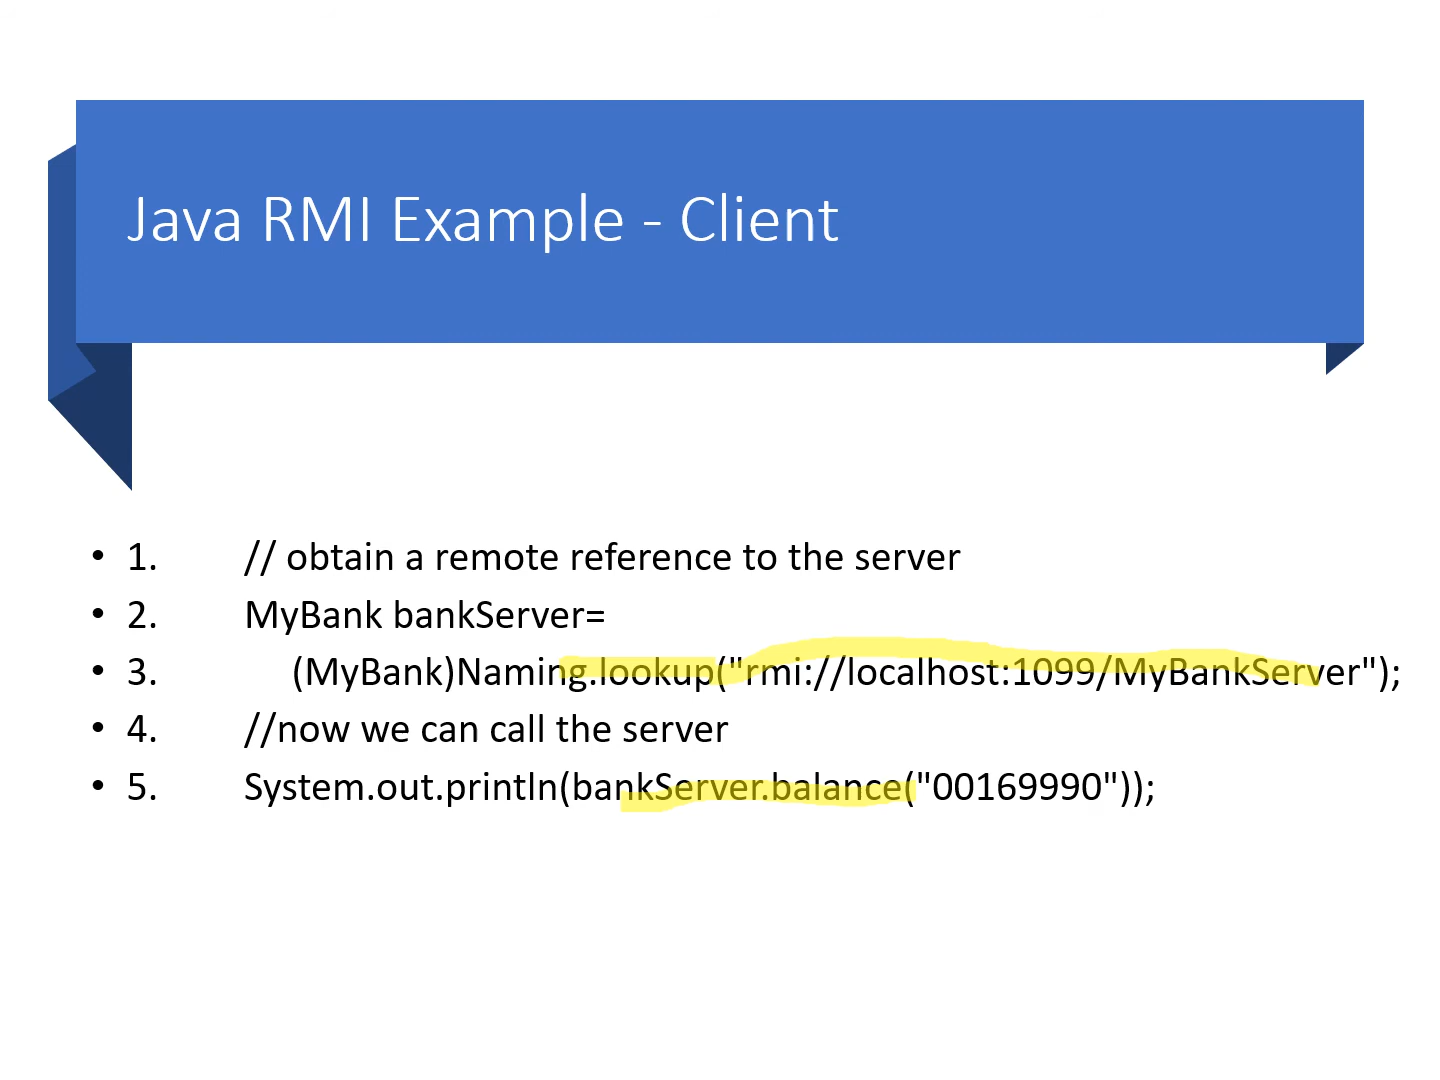 Java RMI Example - Client
• 1. // obtain a remote reference to the server
• 2. MyBank bankServer=
• 3. (MyBank)Naming.lookup("rmi://localhost:1099/MyBankServer");
• 4. //now we can call the server
• 5. System.out.println(bankServer.balance("00169990"));